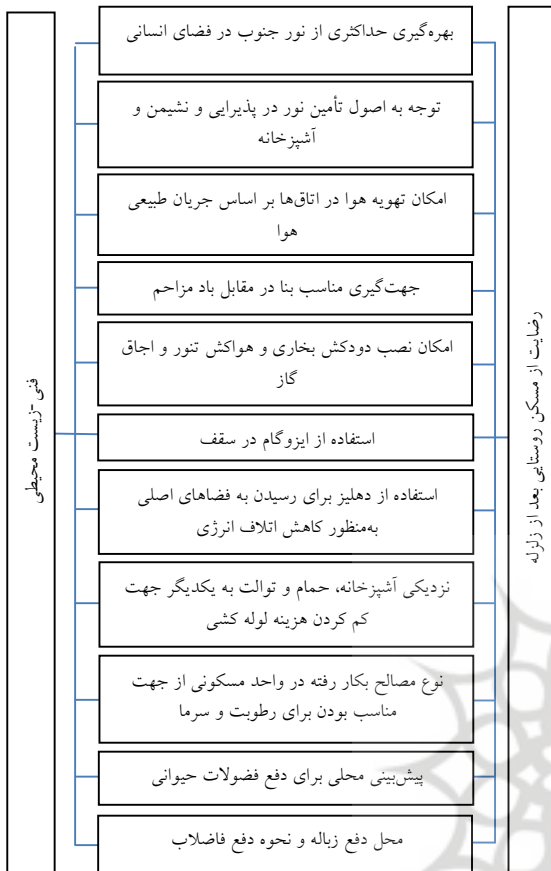 رضایت از مسکن روستایی بعد از زلزله
بهره‌گیری حداکثری از نور جنوب در فضای انسانی
توجه به اصول تأمین نور در پذیرایی و نشیمن و
آشپزخانه
امکان تهویه هوا در اتاق‌ها بر اساس جریان طبیعی
هوا
جهت‌گیری مناسب بنا در مقابل باد مزاحم
امکان نصب دودکش بخاری و هواکش تنور و اجاق
گاز
استفاده از ایزوگام در سقف
استفاده از دهلیز برای رسیدن به فضاهای اصلی
به‌منظور کاهش اتلاف انرژی
نزدیکی آشپزخانه، حمام و توالت به یکدیگر جهت
کم کردن هزینه لوله کشی
نوع مصالح بکار رفته در واحد مسکونی از جهت
مناسب بودن برای رطوبت و سرما
پیش‌بینی محلی برای دفع فضولات حیوانی
محل دفع زباله و نحوه دفع فاضلاب
فنی -زیست محیطی